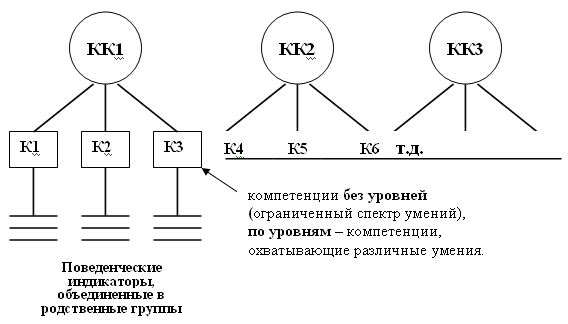 КК1 КК2 КК3
К1 К2 К3 К4 К5 К6 т.д.
компетенции без уровней
(ограниченный спектр умений),
по уровням – компетенции,
охватывающие различные умения.
Поведенческие
индикаторы,
объединенные в
родственные группы